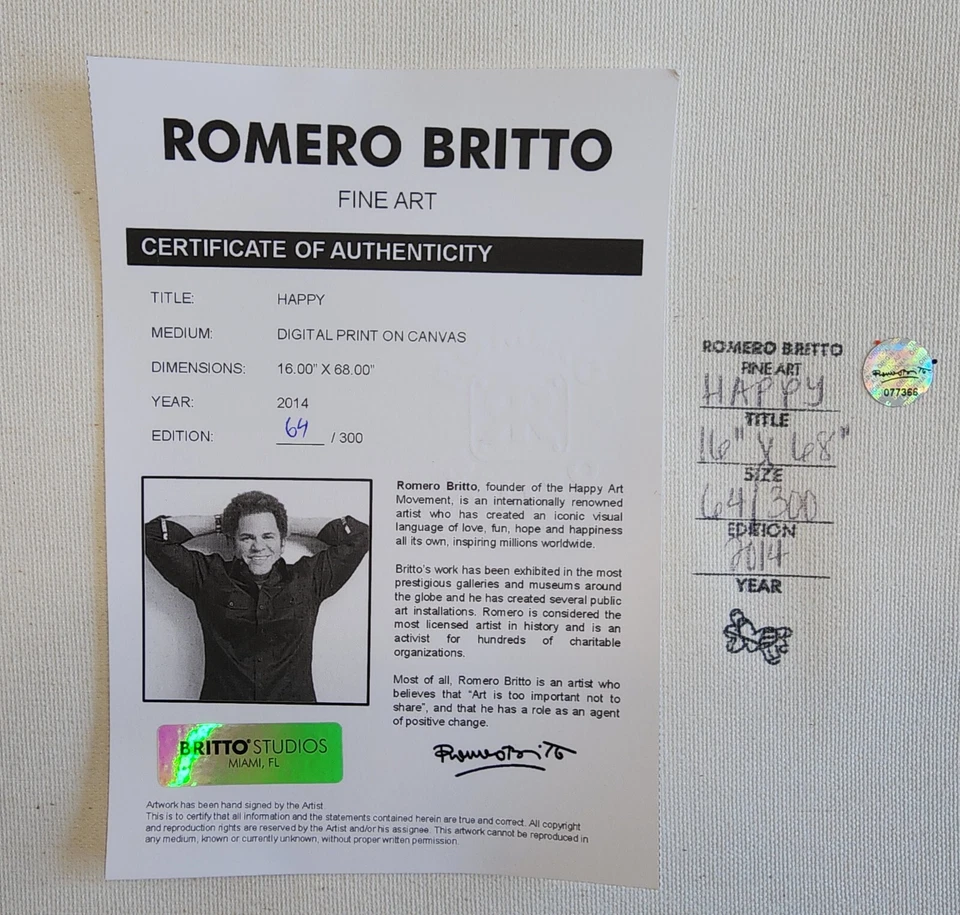 ROMERO BRITTO
FINE ART
CERTIFICATE OF AUTHENTICITY
TITLE: HAPPY
MEDIUM: DIGITAL PRINT ON CANVAS
DIMENSIONS: 16.00" X 68.00"
YEAR: 2014
EDITION: 64 / 300
Romero Britto, founder of the Happy Art
Movement, is an internationally renowned
artist who has created an iconic visual
language of love, fun, hope and happiness
all its own, inspiring millions worldwide.
Britto's work has been exhibited in the most
prestigious galleries and museums around
the globe and he has created several public
art installations. Romero is considered the
most licensed artist in history and is an
activist for hundreds of charitable
organizations.
Most of all, Romero Britto is an artist who
believes that "Art is too important not to
share", and that he has a role as an agent
of positive change.
Romero Britto
BRITTO® STUDIOS
MIAMI, FL
Artwork has been hand signed by the Artist.
This is to certify that all information and the statements contained herein are true and correct. All copyright
and reproduction rights are reserved by the Artist and/or his assignee. This artwork cannot be reproduced in
any medium, known or currently unknown, without proper written permission.
ROMERO BRITTO
FINE ART
HAPPY
TITLE
16" X 68"
SIZE
64/300
EDITION
2014
YEAR
Romero Britto
077366